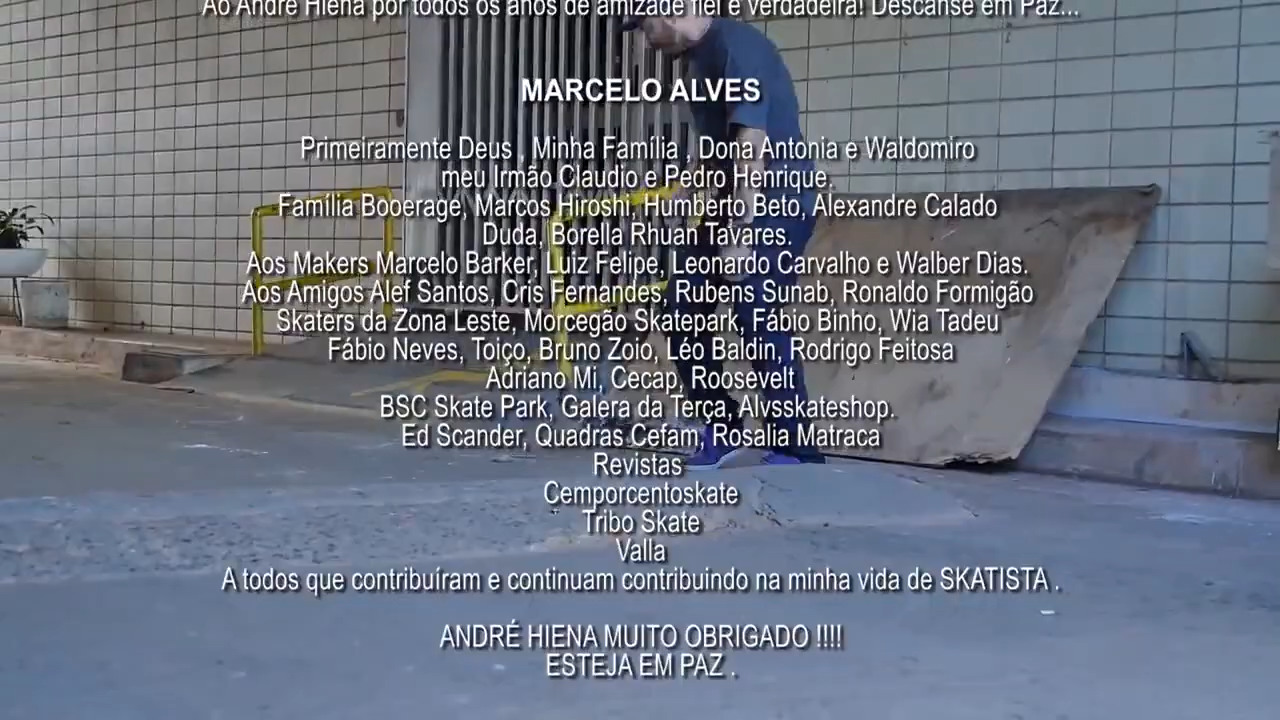 Ao André Hiena por todos os anos de amizade fiel e verdadeira! Descanse em Paz...
MARCELO ALVES
Primeiramente Deus , Minha Família , Dona Antonia e Waldomiro
meu Irmão Claudio e Pedro Henrique.
Família Booerage, Marcos Hiroshi, Humberto Beto, Alexandre Calado
Duda, Borella Rhuan Tavares.
Aos Makers Marcelo Barker, Luiz Felipe, Leonardo Carvalho e Walber Dias.
Aos Amigos Alef Santos, Cris Fernandes, Rubens Sunab, Ronaldo Formigão
Skaters da Zona Leste, Morcegão Skatepark, Fábio Binho, Wia Tadeu
Fábio Neves, Toiço, Bruno Zoio, Léo Baldin, Rodrigo Feitosa
Adriano Mi, Cecap, Roosevelt
BSC Skate Park, Galera da Terça, Alvsskateshop.
Ed Scander, Quadras Cefam, Rosalia Matraca
Revistas
Cemporcentoskate
Tribo Skate
Valla
A todos que contribuíram e continuam contribuindo na minha vida de SKATISTA .
ANDRÉ HIENA MUITO OBRIGADO !!!!
ESTEJA EM PAZ .